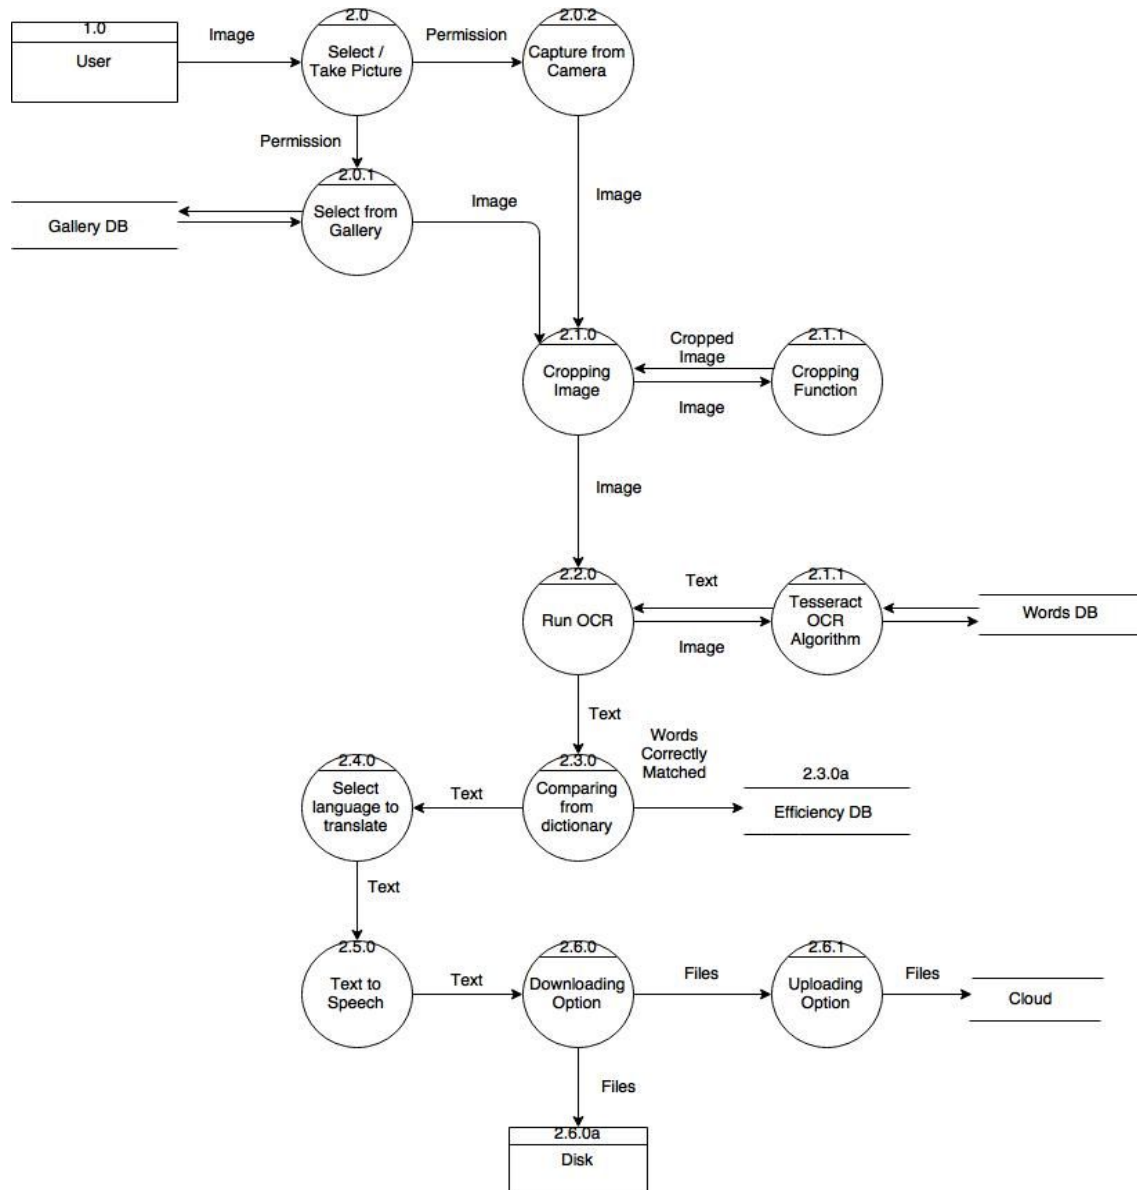 1.0
User
Image
2.0
Select /
Take Picture
Permission
2.0.2
Capture from
Camera
Permission
2.0.1
Select from
Gallery
Gallery DB
Image
Image
2.1.0
Cropping
Image
Cropped
Image
Image
2.1.1
Cropping
Function
Image
2.2.0
Run OCR
Text
Image
2.1.1
Tesseract
OCR
Algorithm
Words DB
Text
2.3.0
Comparing
from
dictionary
Words
Correctly
Matched
2.3.0a
Efficiency DB
Text
2.4.0
Select
language to
translate
Text
2.5.0
Text to
Speech
Text
2.6.0
Downloading
Option
Files
2.6.1
Uploading
Option
Files
Cloud
Files
2.6.0a
Disk